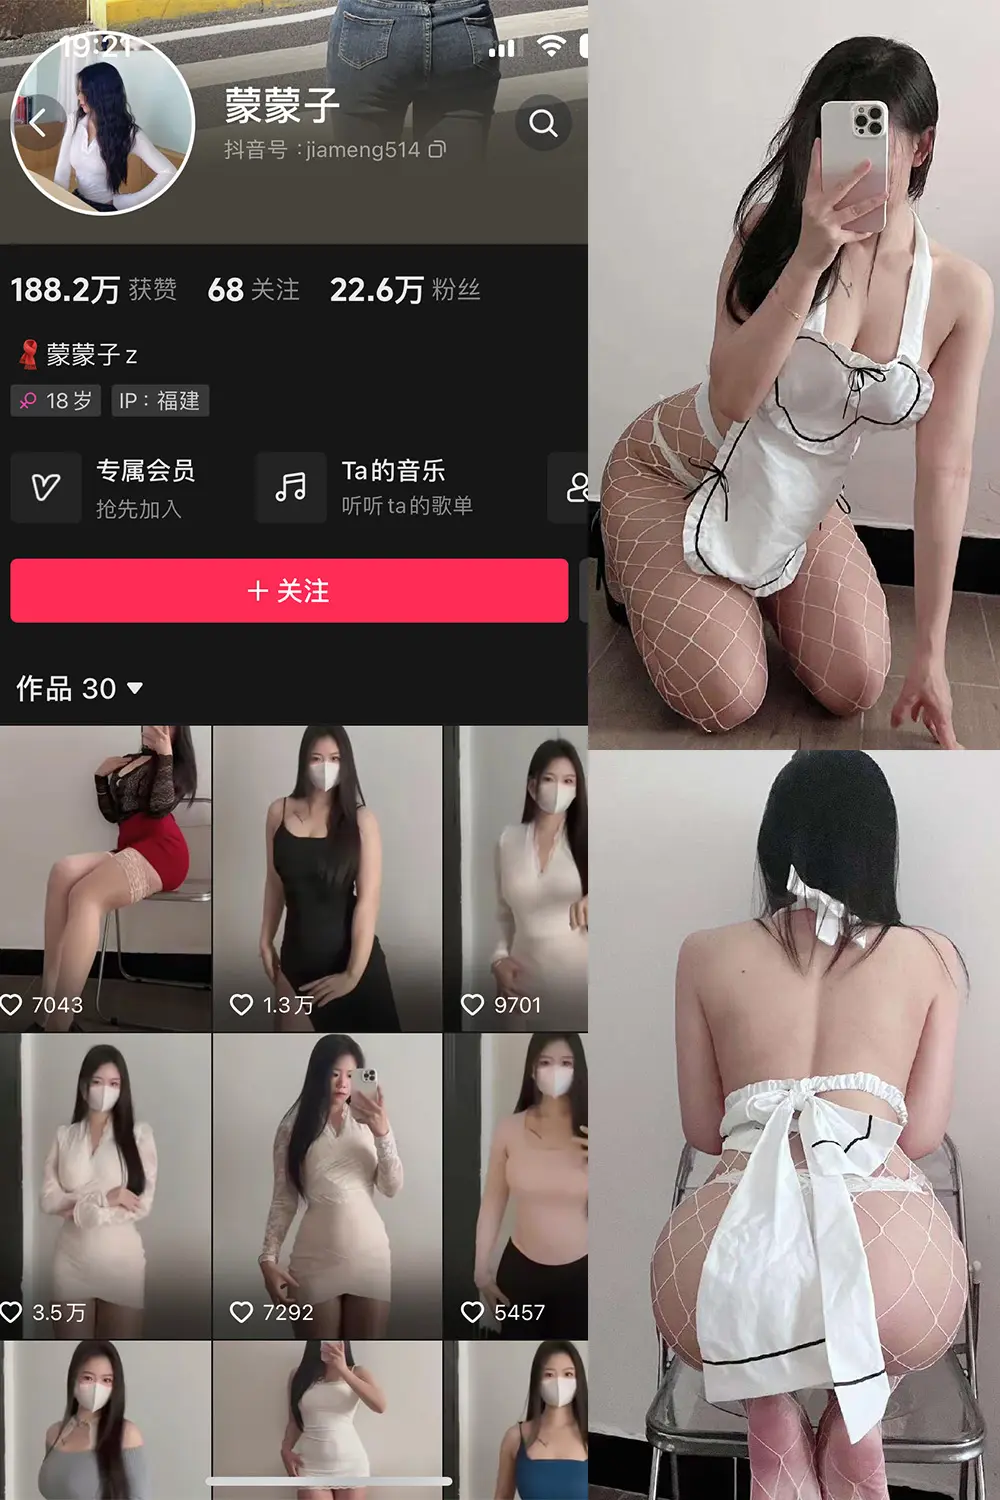 19:21
蒙蒙子
抖音号：jiameng514
188.2万 获赞 68 关注 22.6万 粉丝
蒙蒙子 z
18岁 IP：福建
专属会员
抢先加入
Ta的音乐
听听ta的歌单
+ 关注
作品 30
7043
1.3万
9701
3.5万
7292
5457